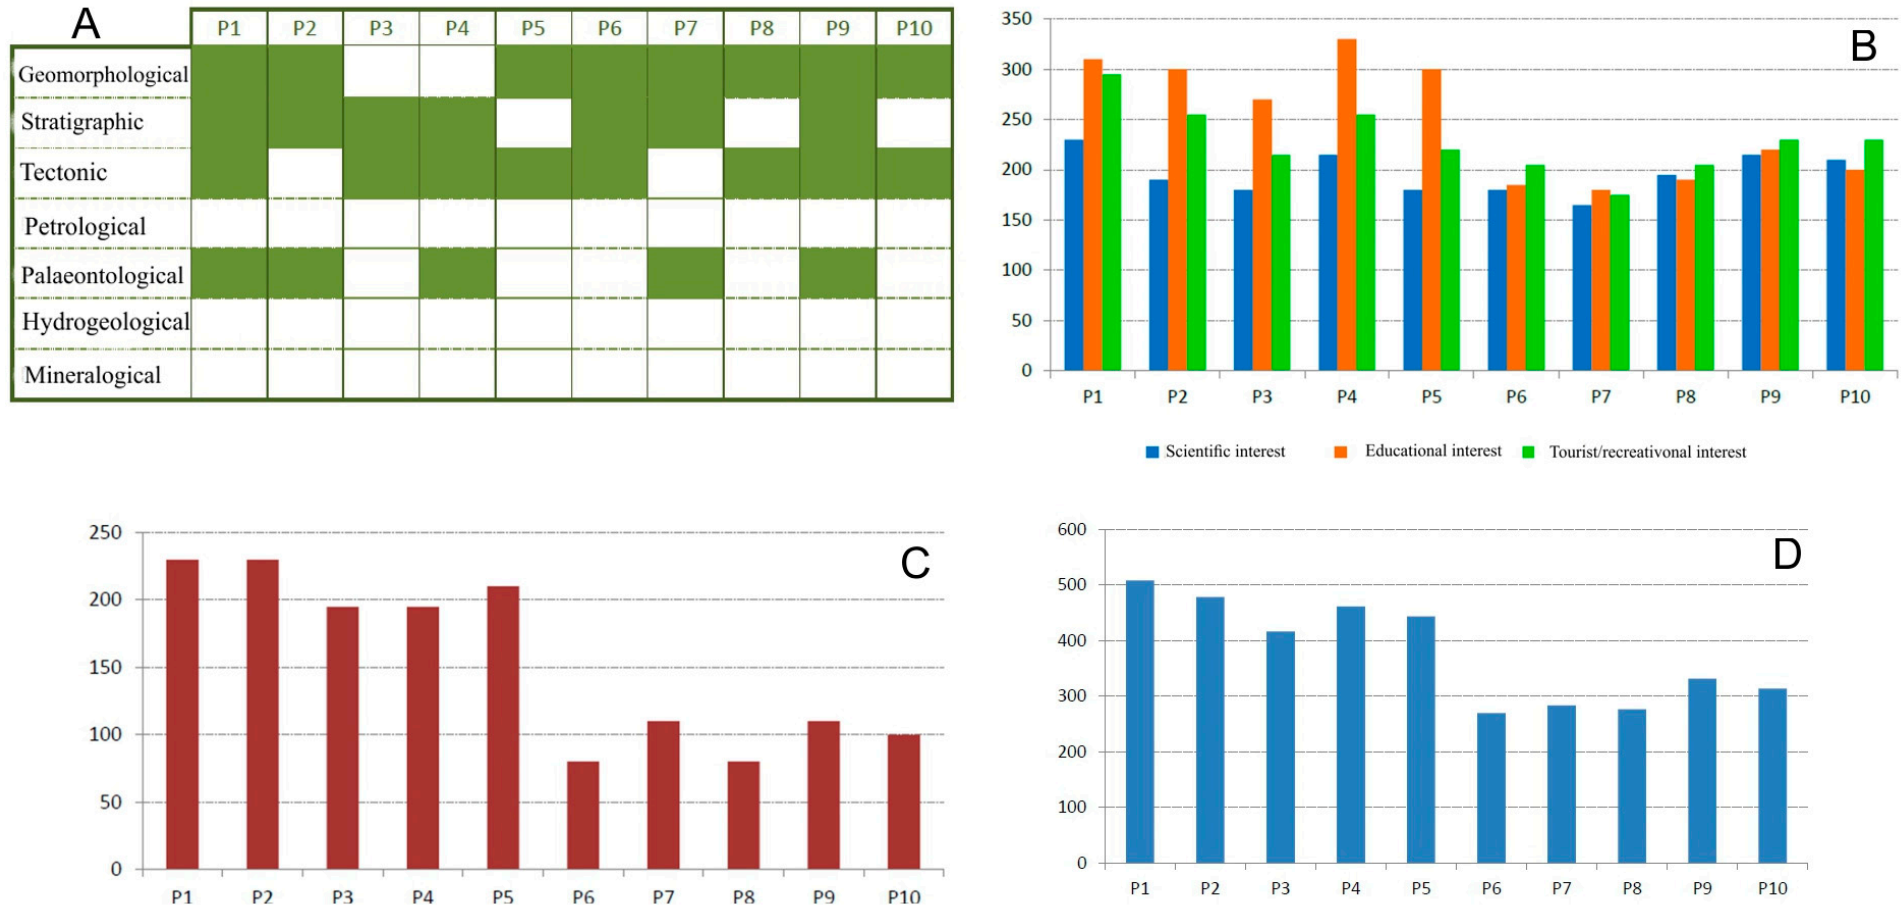 A
P1 P2 P3 P4 P5 P6 P7 P8 P9 P10
Geomorphological
Stratigraphic
Tectonic
Petrological
Palaeontological
Hydrogeological
Mineralogical
B
350
300
250
200
150
100
50
0
P1 P2 P3 P4 P5 P6 P7 P8 P9 P10
Scientific interest Educational interest Tourist/recreativonal interest
C
250
200
150
100
50
0
P1 P2 P3 P4 P5 P6 P7 P8 P9 P10
D
600
500
400
300
200
100
0
P1 P2 P3 P4 P5 P6 P7 P8 P9 P10